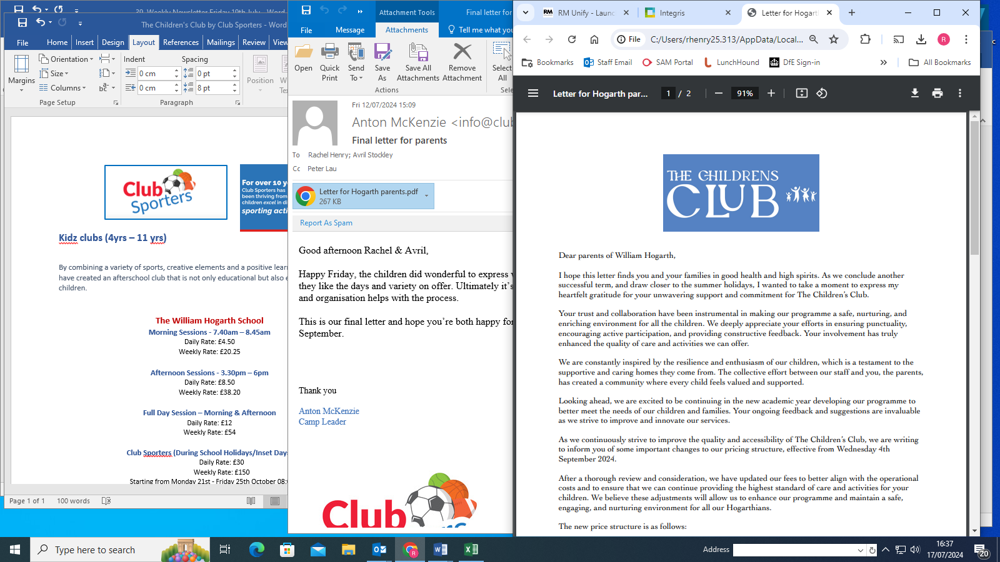 39. Weekly Newsletter Friday 19th July - Word
The Children's Club by Club Sporters - Word
File Home Insert Design Layout References Mailings Review View
Margins
Orientation
Size
Columns
Page Setup
Indent
0 cm
0 cm
Spacing
0 pt
8 pt
Paragraph
Position
Club
Sporters
For over 10 y
Club Sporters has
been thriving from
children excel in di
sporting acti
Kidz clubs (4yrs – 11 yrs)
By combining a variety of sports, creative elements and a positive lear
have created an afterschool club that is not only educational but also e
children.
The William Hogarth School
Morning Sessions - 7.40am – 8.45am
Daily Rate: £4.50
Weekly Rate: £20.25
Afternoon Sessions - 3.30pm – 6pm
Daily Rate: £8.50
Weekly Rate: £38.20
Full Day Session – Morning & Afternoon
Daily Rate: £12
Weekly Rate: £54
Club Sporters (During School Holidays/Inset Day
Daily Rate: £30
Weekly Rate: £150
Starting from Monday 21st - Friday 25th October 08:
Page 1 of 1 100 words
Attachment Tools
Final letter for
File Message Attachments Tell me what you
Open
Quick Print
Send To
Save As
Save All Attachments
Remove Attachment
Select All
Actions
Sele
Fri 12/07/2024 15:09
Anton McKenzie <info@club
Final letter for parents
To Rachel Henry; Avril Stockley
Cc Peter Lau
Letter for Hogarth parents.pdf
267 KB
Report As Spam
Good afternoon Rachel & Avril,
Happy Friday, the children did wonderful to express
they like the days and variety on offer. Ultimately it's
and organisation helps with the process.
This is our final letter and hope you're both happy for
September.
Thank you
Anton McKenzie
Camp Leader
Club
RM Unify - Launc
Integris
Letter for Hogarth
File C:/Users/rhenry25.313/AppData/Local...
R
Bookmarks Staff Email SAM Portal LunchHound DfE Sign-in » All Bookmarks
Letter for Hogarth par... 1 / 2 91%
THE CHILDRENS
CLUB
Dear parents of William Hogarth,
I hope this letter finds you and your families in good health and high spirits. As we conclude another
successful term, and draw closer to the summer holidays, I wanted to take a moment to express my
heartfelt gratitude for your unwavering support and commitment for The Children's Club.
Your trust and collaboration have been instrumental in making our programme a safe, nurturing, and
enriching environment for all the children. We deeply appreciate your efforts in ensuring punctuality,
encouraging active participation, and providing constructive feedback. Your involvement has truly
enhanced the quality of care and activities we can offer.
We are constantly inspired by the resilience and enthusiasm of our children, which is a testament to the
supportive and caring homes they come from. The collective effort between our staff and you, the parents,
has created a community where every child feels valued and supported.
Looking ahead, we are excited to be continuing in the new academic year developing our programme to
better meet the needs of our children and families. Your ongoing feedback and suggestions are invaluable
as we strive to improve and innovate our services.
As we continuously strive to improve the quality and accessibility of The Children's Club, we are writing
to inform you of some important changes to our pricing structure, effective from Wednesday 4th
September 2024.
After a thorough review and consideration, we have updated our fees to better align with the operational
costs and to ensure that we can continue providing the highest standard of care and activities for your
children. We believe these adjustments will allow us to enhance our programme and maintain a safe,
engaging, and nurturing environment for all our Hogarthians.
The new price structure is as follows:
Type here to search
Address
16:37
17/07/2024
20